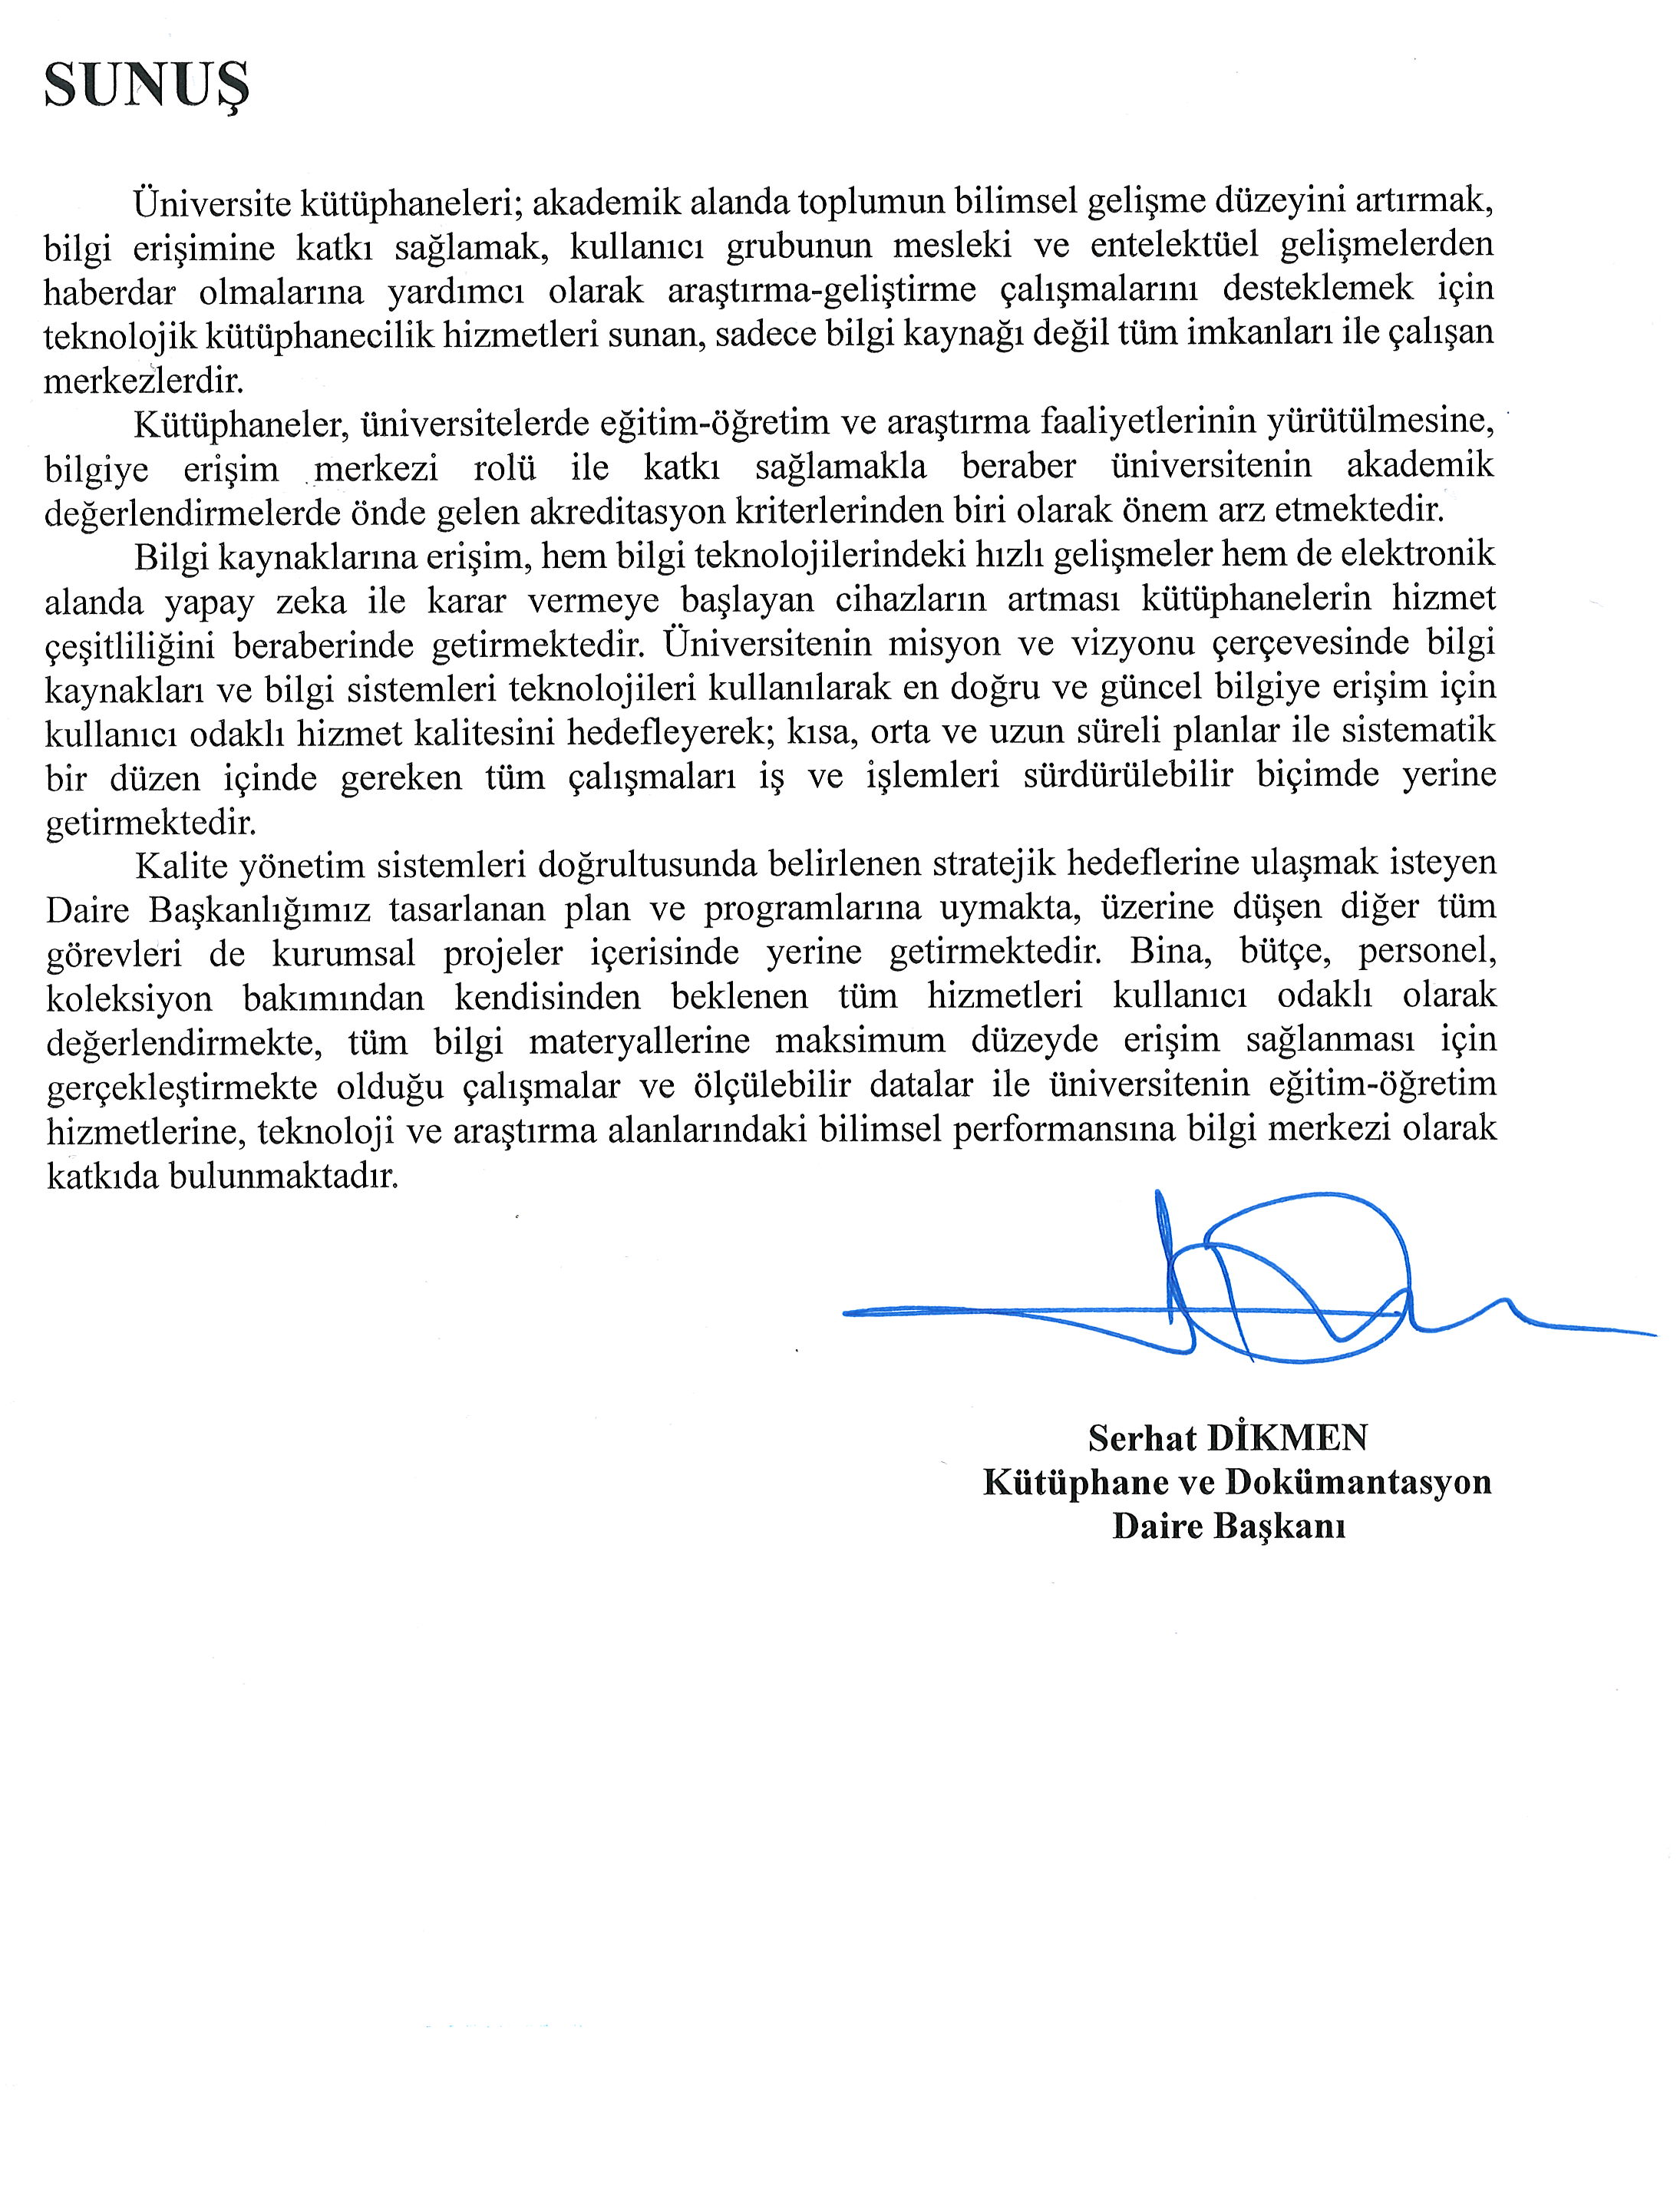 SUNUŞ
Üniversite kütüphaneleri; akademik alanda toplumun bilimsel gelişme düzeyini artırmak,
bilgi erişimine katkı sağlamak, kullanıcı grubunun mesleki ve entelektüel gelişmelerden
haberdar olmalarına yardımcı olarak araştırma-geliştirme çalışmalarını desteklemek için
teknolojik kütüphanecilik hizmetleri sunan, sadece bilgi kaynağı değil tüm imkanları ile çalışan
merkezlerdir.
Kütüphaneler, üniversitelerde eğitim-öğretim ve araştırma faaliyetlerinin yürütülmesine,
bilgiye erişim merkezi rolü ile katkı sağlamakla beraber üniversitenin akademik
değerlendirmelerde önde gelen akreditasyon kriterlerinden biri olarak önem arz etmektedir.
Bilgi kaynaklarına erişim, hem bilgi teknolojilerindeki hızlı gelişmeler hem de elektronik
alanda yapay zeka ile karar vermeye başlayan cihazların artması kütüphanelerin hizmet
çeşitliliğini beraberinde getirmektedir. Üniversitenin misyon ve vizyonu çerçevesinde bilgi
kaynakları ve bilgi sistemleri teknolojileri kullanılarak en doğru ve güncel bilgiye erişim için
kullanıcı odaklı hizmet kalitesini hedefleyerek; kısa, orta ve uzun süreli planlar ile sistematik
bir düzen içinde gereken tüm çalışmaları iş ve işlemleri sürdürülebilir biçimde yerine
getirmektedir.
Kalite yönetim sistemleri doğrultusunda belirlenen stratejik hedeflerine ulaşmak isteyen
Daire Başkanlığımız tasarlanan plan ve programlarına uymakta, üzerine düşen diğer tüm
görevleri de kurumsal projeler içerisinde yerine getirmektedir. Bina, bütçe, personel,
koleksiyon bakımından kendisinden beklenen tüm hizmetleri kullanıcı odaklı olarak
değerlendirmekte, tüm bilgi materyallerine maksimum düzeyde erişim sağlanması için
gerçekleştirmekte olduğu çalışmalar ve ölçülebilir datalar ile üniversitenin eğitim-öğretim
hizmetlerine, teknoloji ve araştırma alanlarındaki bilimsel performansına bilgi merkezi olarak
katkıda bulunmaktadır.
Serhat DİKMEN
Kütüphane ve Dokümantasyon
Daire Başkanı